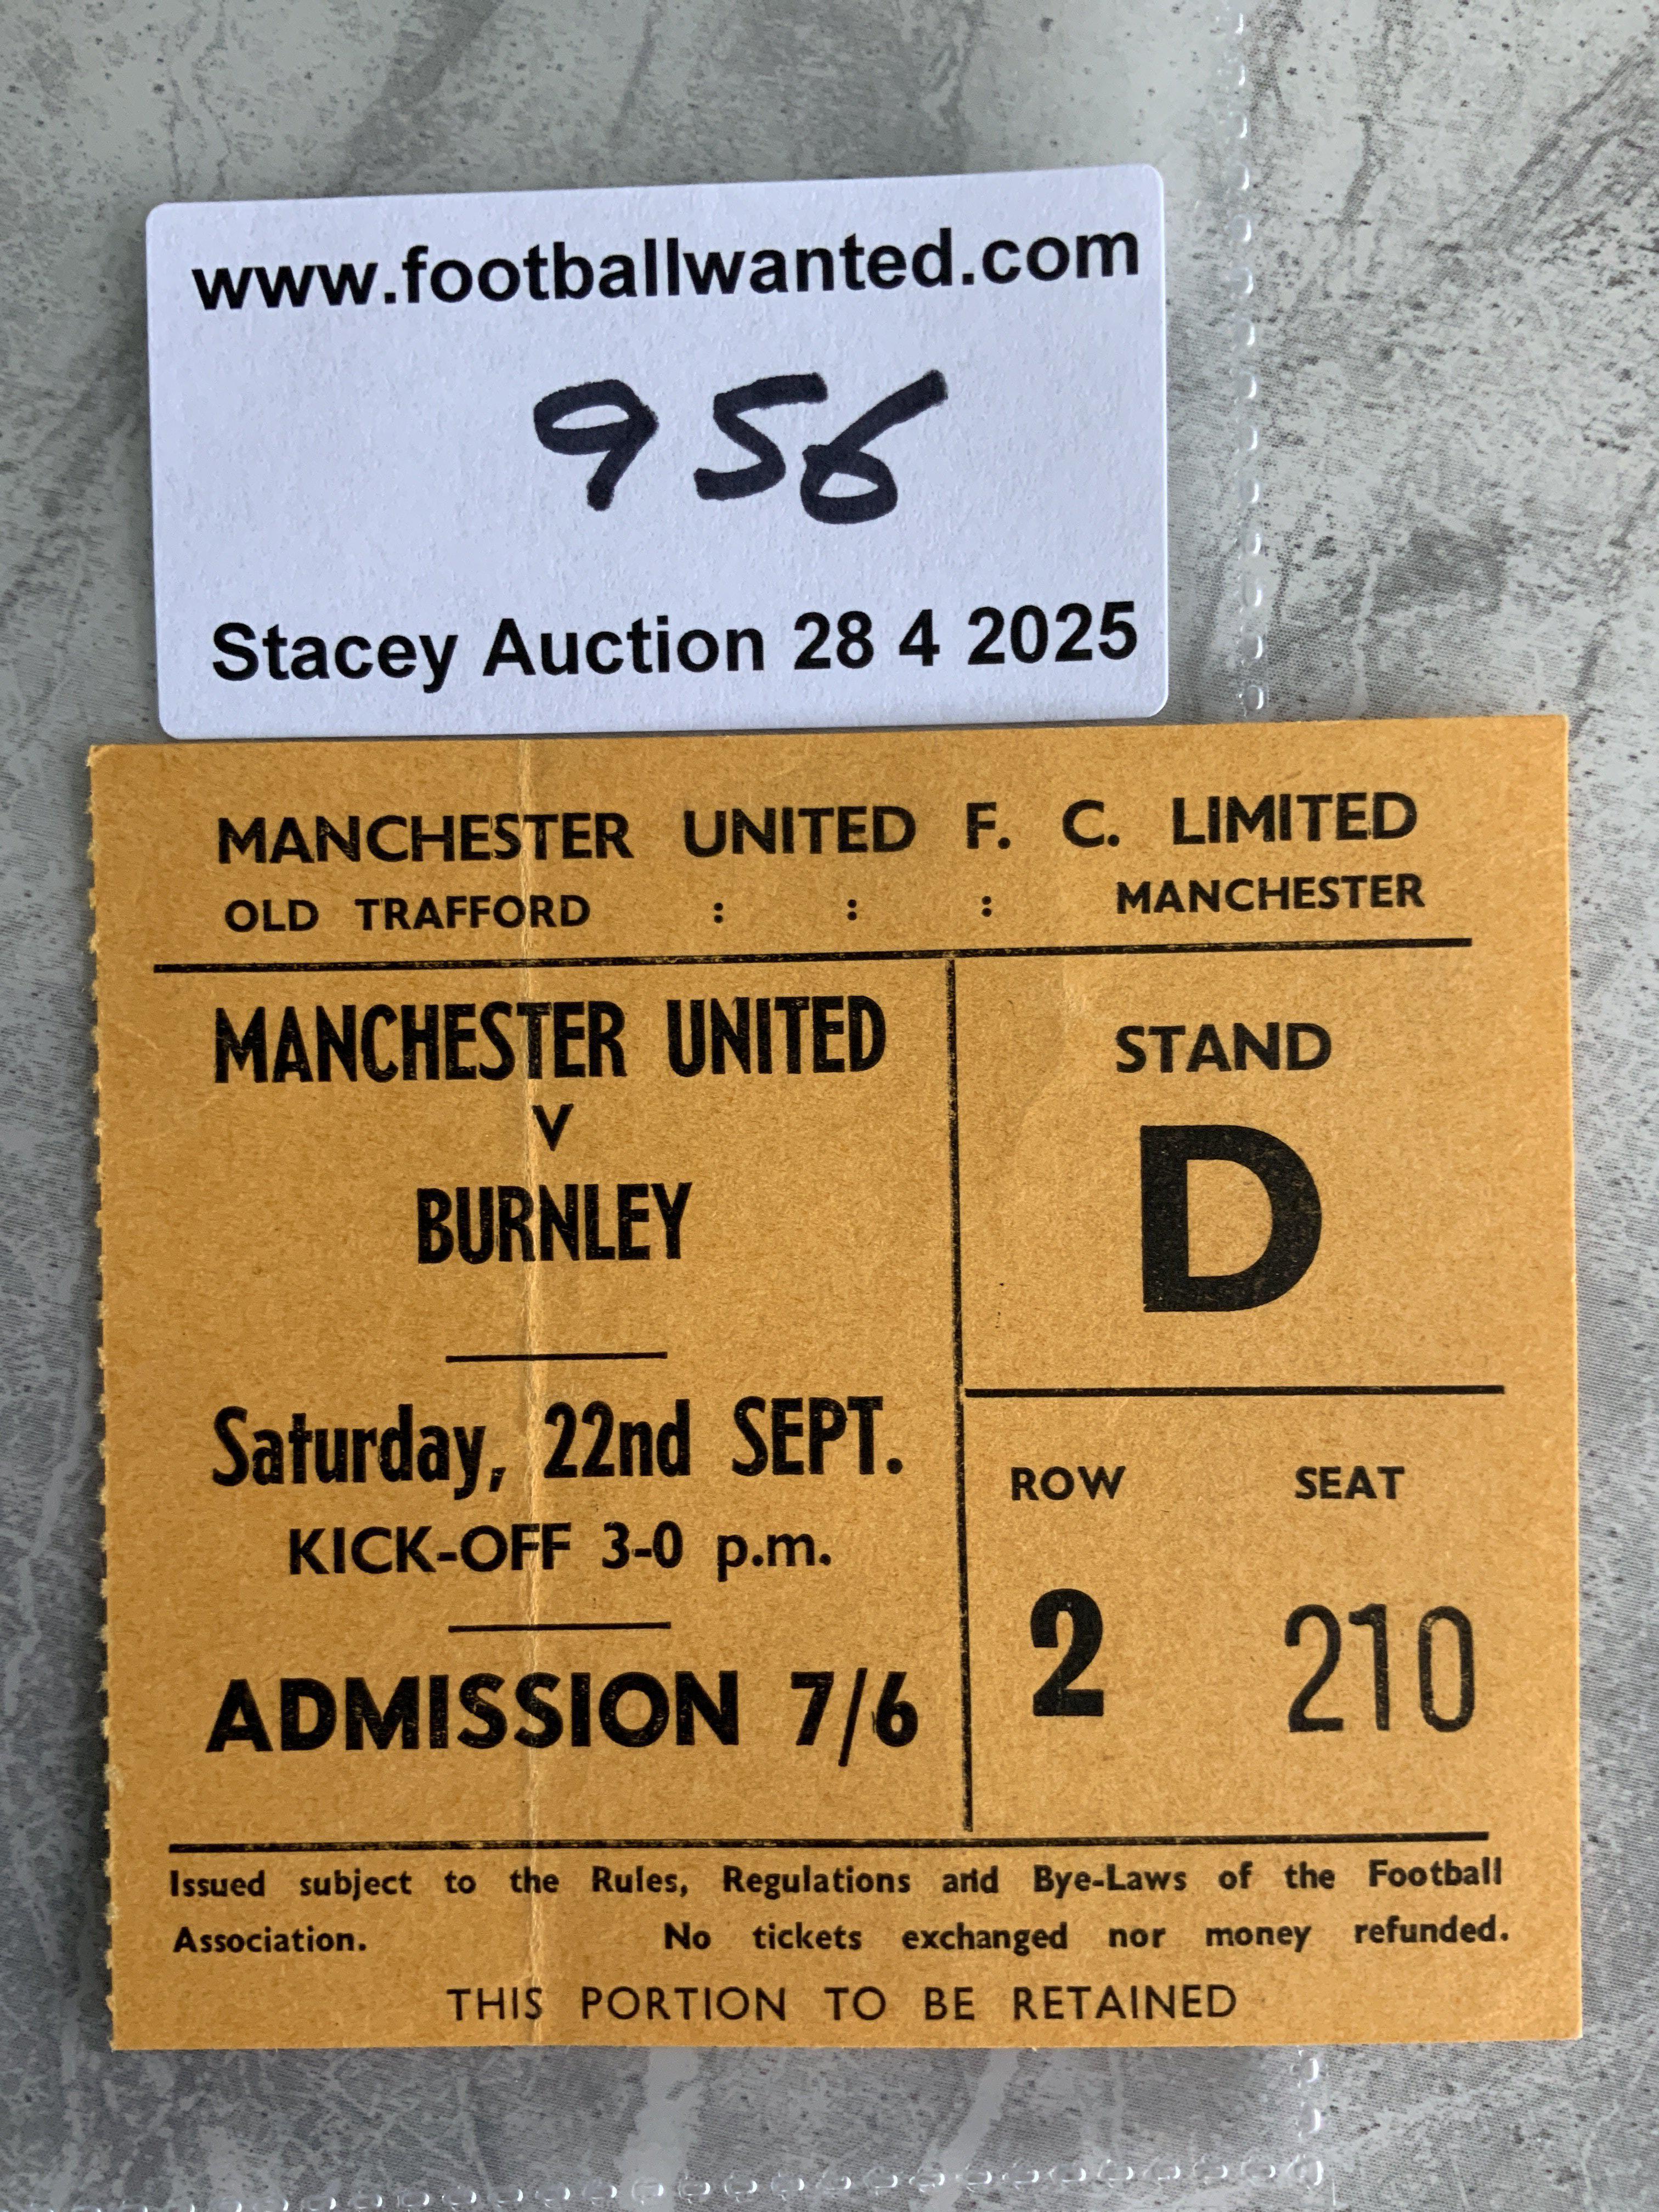 www.footballwanted.com
956
Stacey Auction 28 4 2025
MANCHESTER UNITED F. C. LIMITED
OLD TRAFFORD : : : MANCHESTER
MANCHESTER UNITED
V
BURNLEY
Saturday, 22nd SEPT.
KICK-OFF 3-0 p.m.
ADMISSION 7/6
STAND
D
ROW SEAT
2 210
Issued subject to the Rules, Regulations and Bye-Laws of the Football
Association. No tickets exchanged nor money refunded.
THIS PORTION TO BE RETAINED